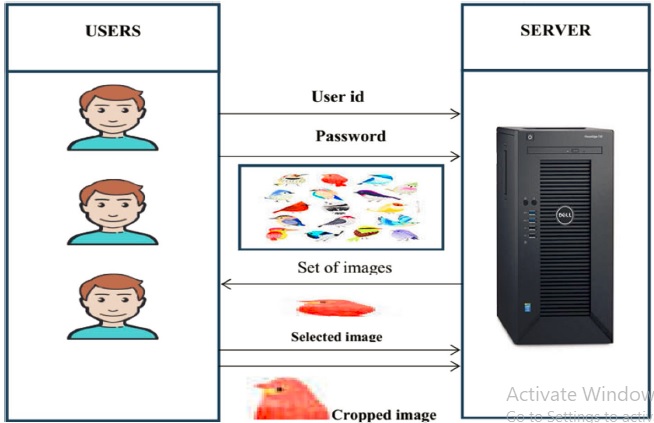 USERS
SERVER
User id
Password
Set of images
Selected image
Cropped image
DELL
Activate Window
Go to Settings to activ